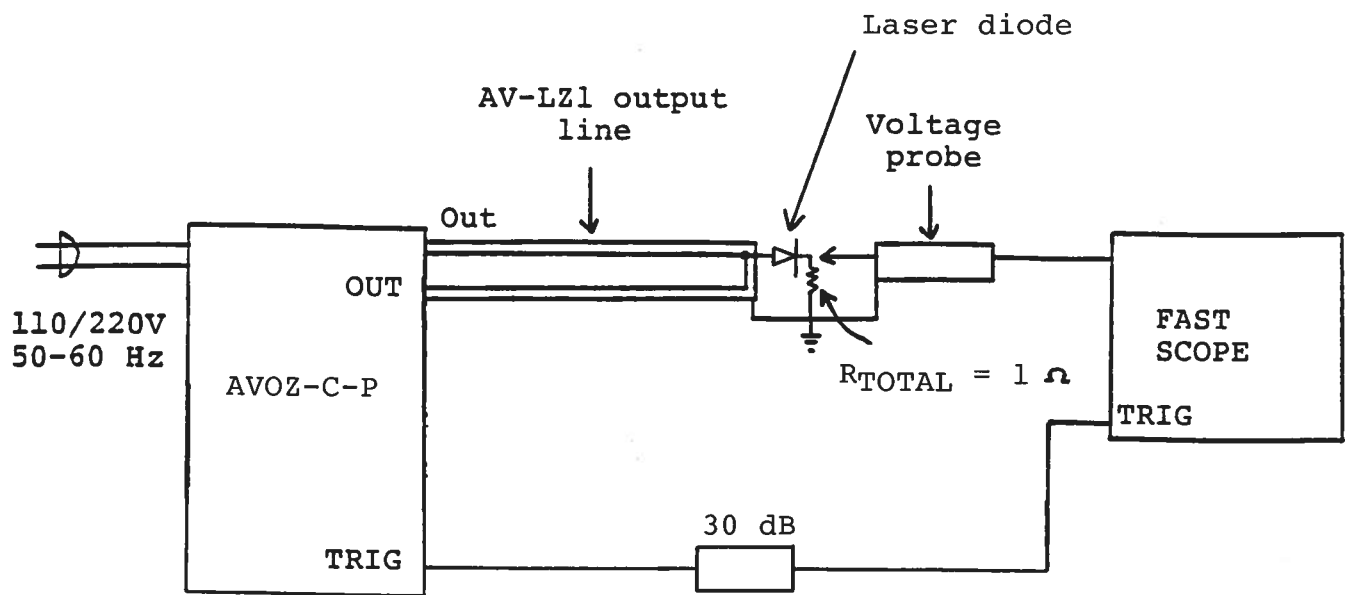 Laser diode
AV-LZ1 output
line
Voltage
probe
Out
OUT
110/220V
50-60 Hz
AVOZ-C-P
FAST
SCOPE
RTOTAL = 1 Ω
TRIG
30 dB
TRIG